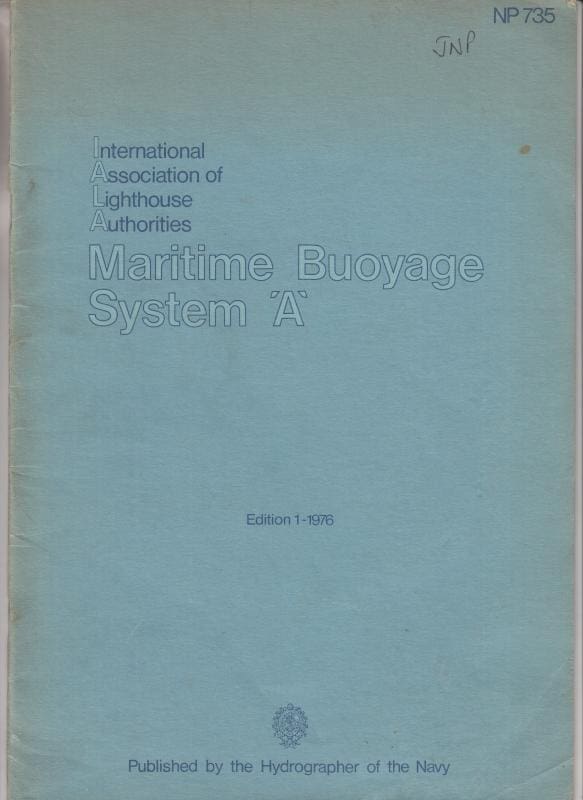 NP 735
JNP
International
Association of
Lighthouse
Authorities
Maritime Buoyage
System 'A'
Edition 1-1976
Published by the Hydrographer of the Navy